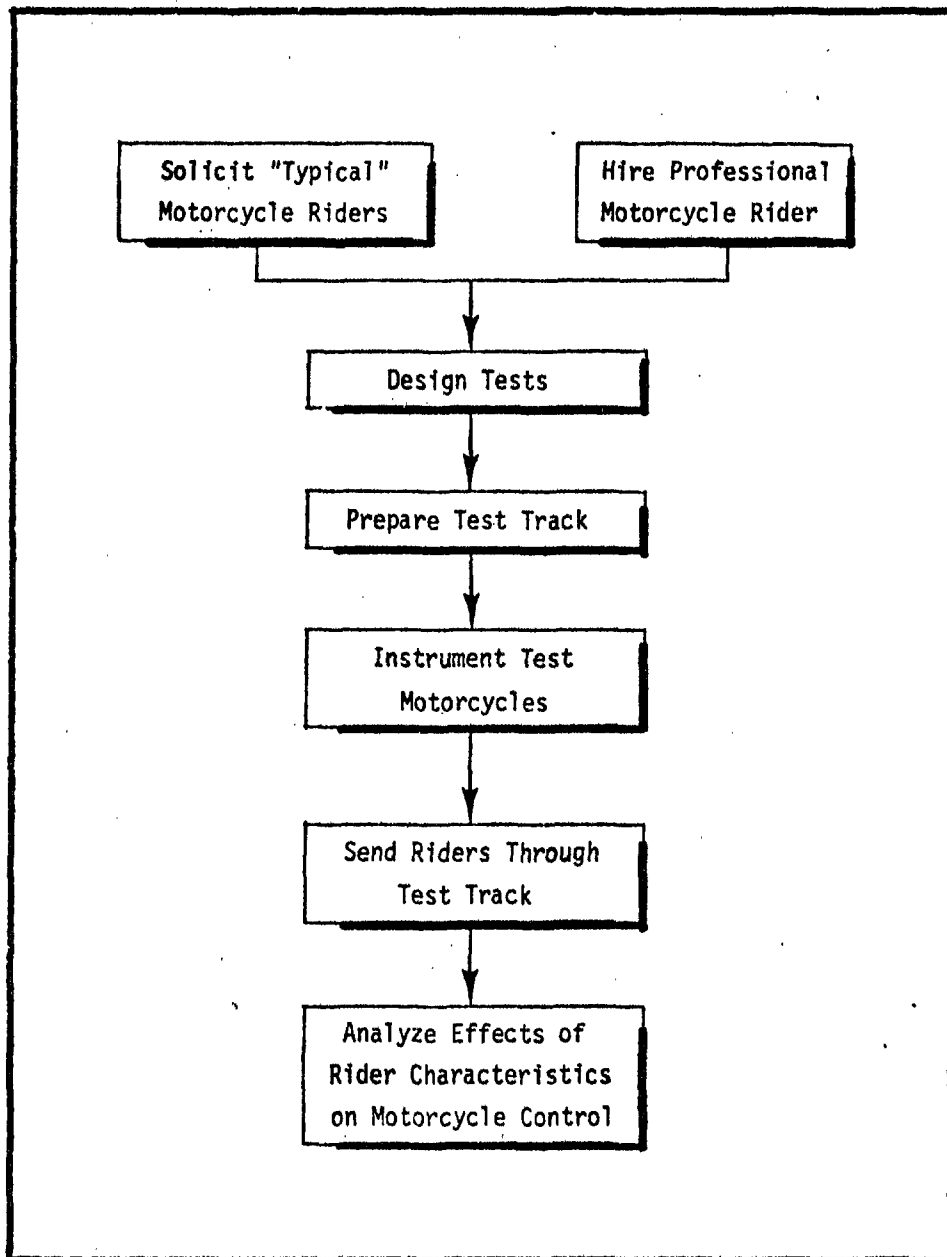 Solicit "Typical"
Motorcycle Riders
Hire Professional
Motorcycle Rider
Design Tests
Prepare Test Track
Instrument Test
Motorcycles
Send Riders Through
Test Track
Analyze Effects of
Rider Characteristics
on Motorcycle Control